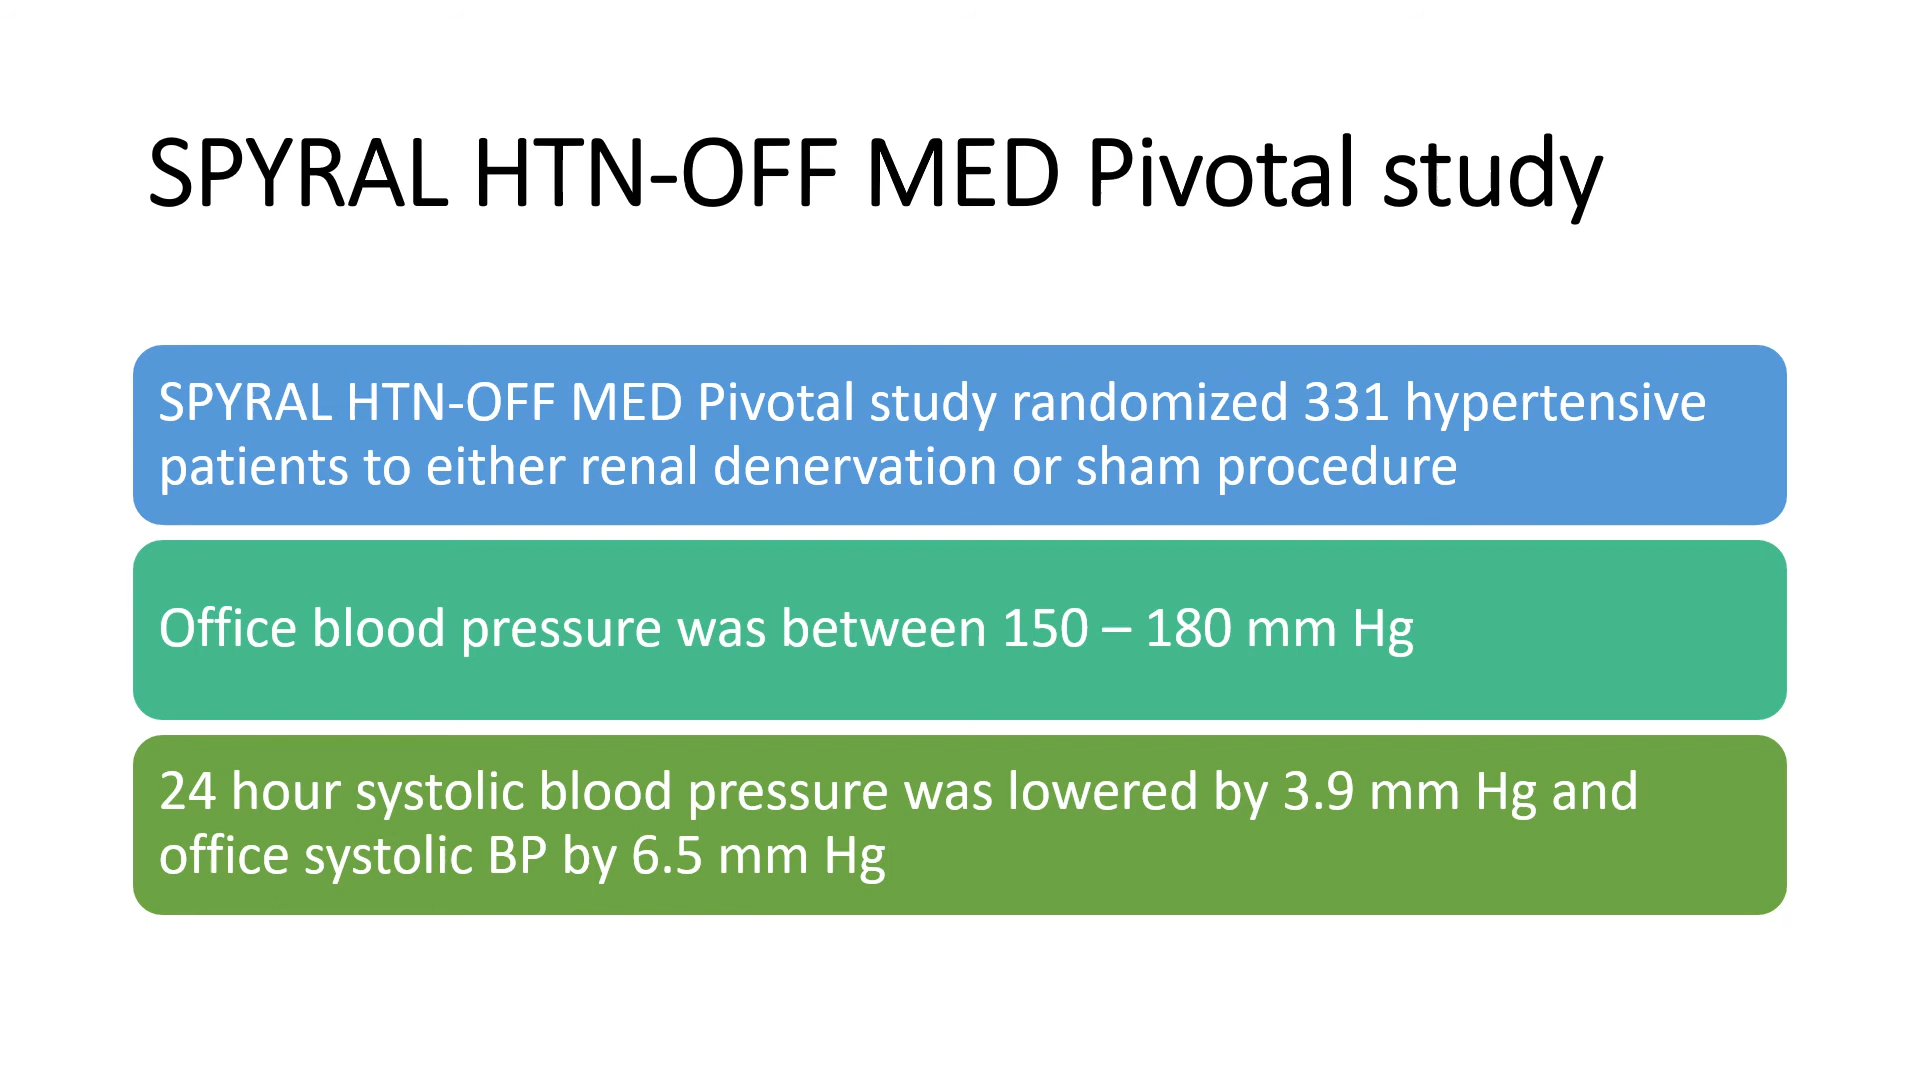 SPYRAL HTN-OFF MED Pivotal study
SPYRAL HTN-OFF MED Pivotal study randomized 331 hypertensive
patients to either renal denervation or sham procedure
Office blood pressure was between 150 – 180 mm Hg
24 hour systolic blood pressure was lowered by 3.9 mm Hg and
office systolic BP by 6.5 mm Hg